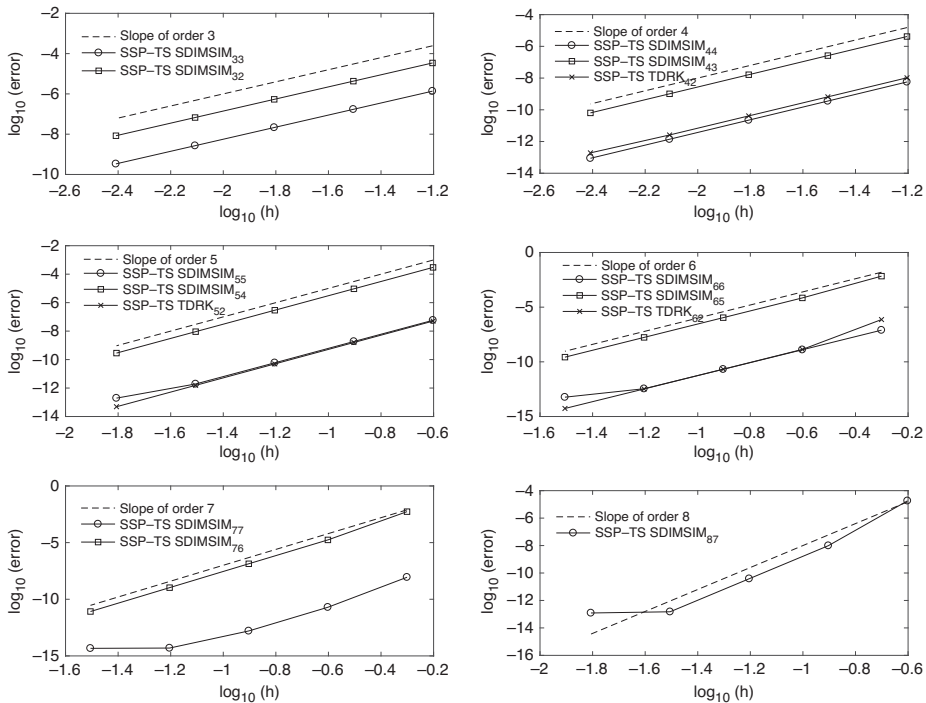 −2
−4
−6
−8
−10
log10 (error)
Slope of order 3
SSP−TS SDIMSIM33
SSP−TS SDIMSIM32
−2.6 −2.4 −2.2 −2 −1.8 −1.6 −1.4 −1.2
log10 (h)
−4
−6
−8
−10
−12
−14
log10 (error)
Slope of order 4
SSP−TS SDIMSIM44
SSP−TS SDIMSIM43
SSP−TS TDRK42
−2.6 −2.4 −2.2 −2 −1.8 −1.6 −1.4 −1.2
log10 (h)
−2
−4
−6
−8
−10
−12
−14
log10 (error)
Slope of order 5
SSP−TS SDIMSIM55
SSP−TS SDIMSIM54
SSP−TS TDRK52
−2 −1.8 −1.6 −1.4 −1.2 −1 −0.8 −0.6
log10 (h)
0
−5
−10
−15
log10 (error)
Slope of order 6
SSP−TS SDIMSIM66
SSP−TS SDIMSIM65
SSP−TS TDRK62
−1.6 −1.4 −1.2 −1 −0.8 −0.6 −0.4 −0.2
log10 (h)
0
−5
−10
−15
log10 (error)
Slope of order 7
SSP−TS SDIMSIM77
SSP−TS SDIMSIM76
−1.6 −1.4 −1.2 −1 −0.8 −0.6 −0.4 −0.2
log10 (h)
−4
−6
−8
−10
−12
−14
−16
log10 (error)
Slope of order 8
SSP−TS SDIMSIM87
−2 −1.8 −1.6 −1.4 −1.2 −1 −0.8 −0.6
log10 (h)